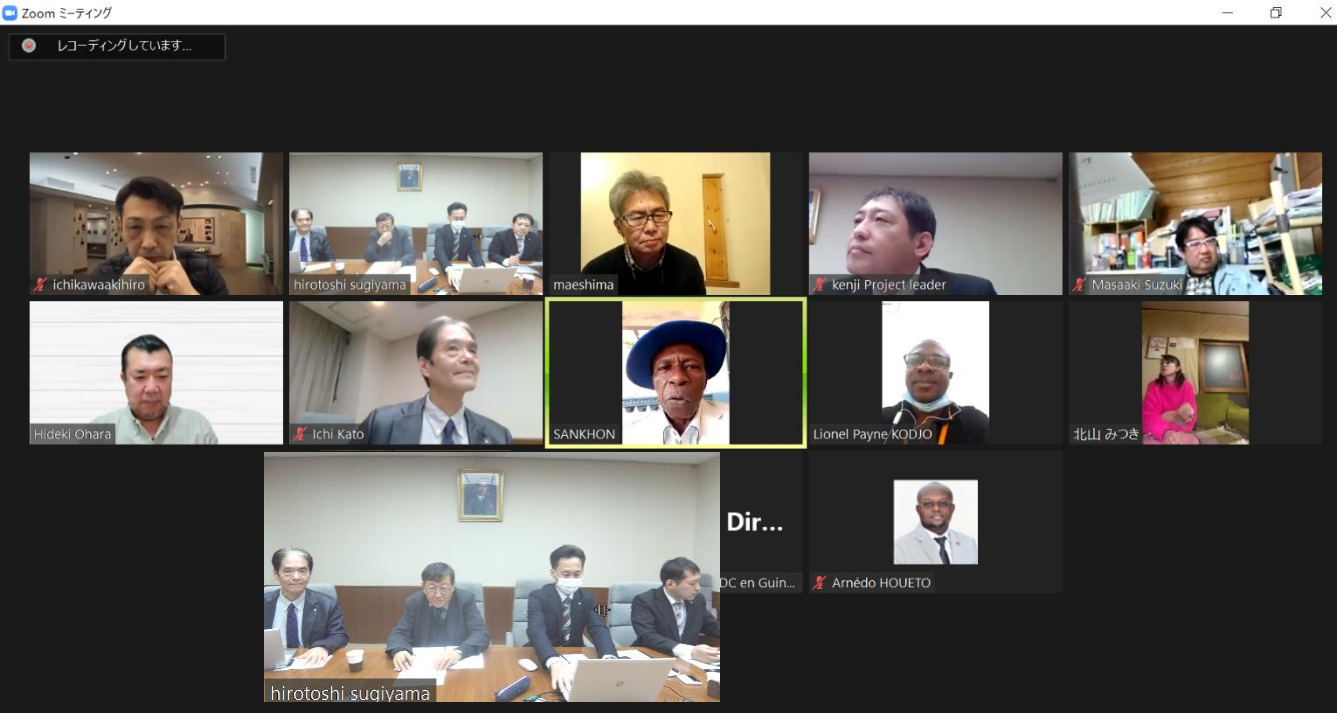 Zoom ミーティング
レコーディングしています...
ichikawaakihiro
hirotoshi sugiyama
maeshima
kenji Project leader
Masaaki Suzuki
Hideki Ohara
Ichi Kato
SANKHON
Lionel Payne KODJO
北山 みつき
Dir...
DC en Guin...
Arnédo HOUETO
hirotoshi sugiyama